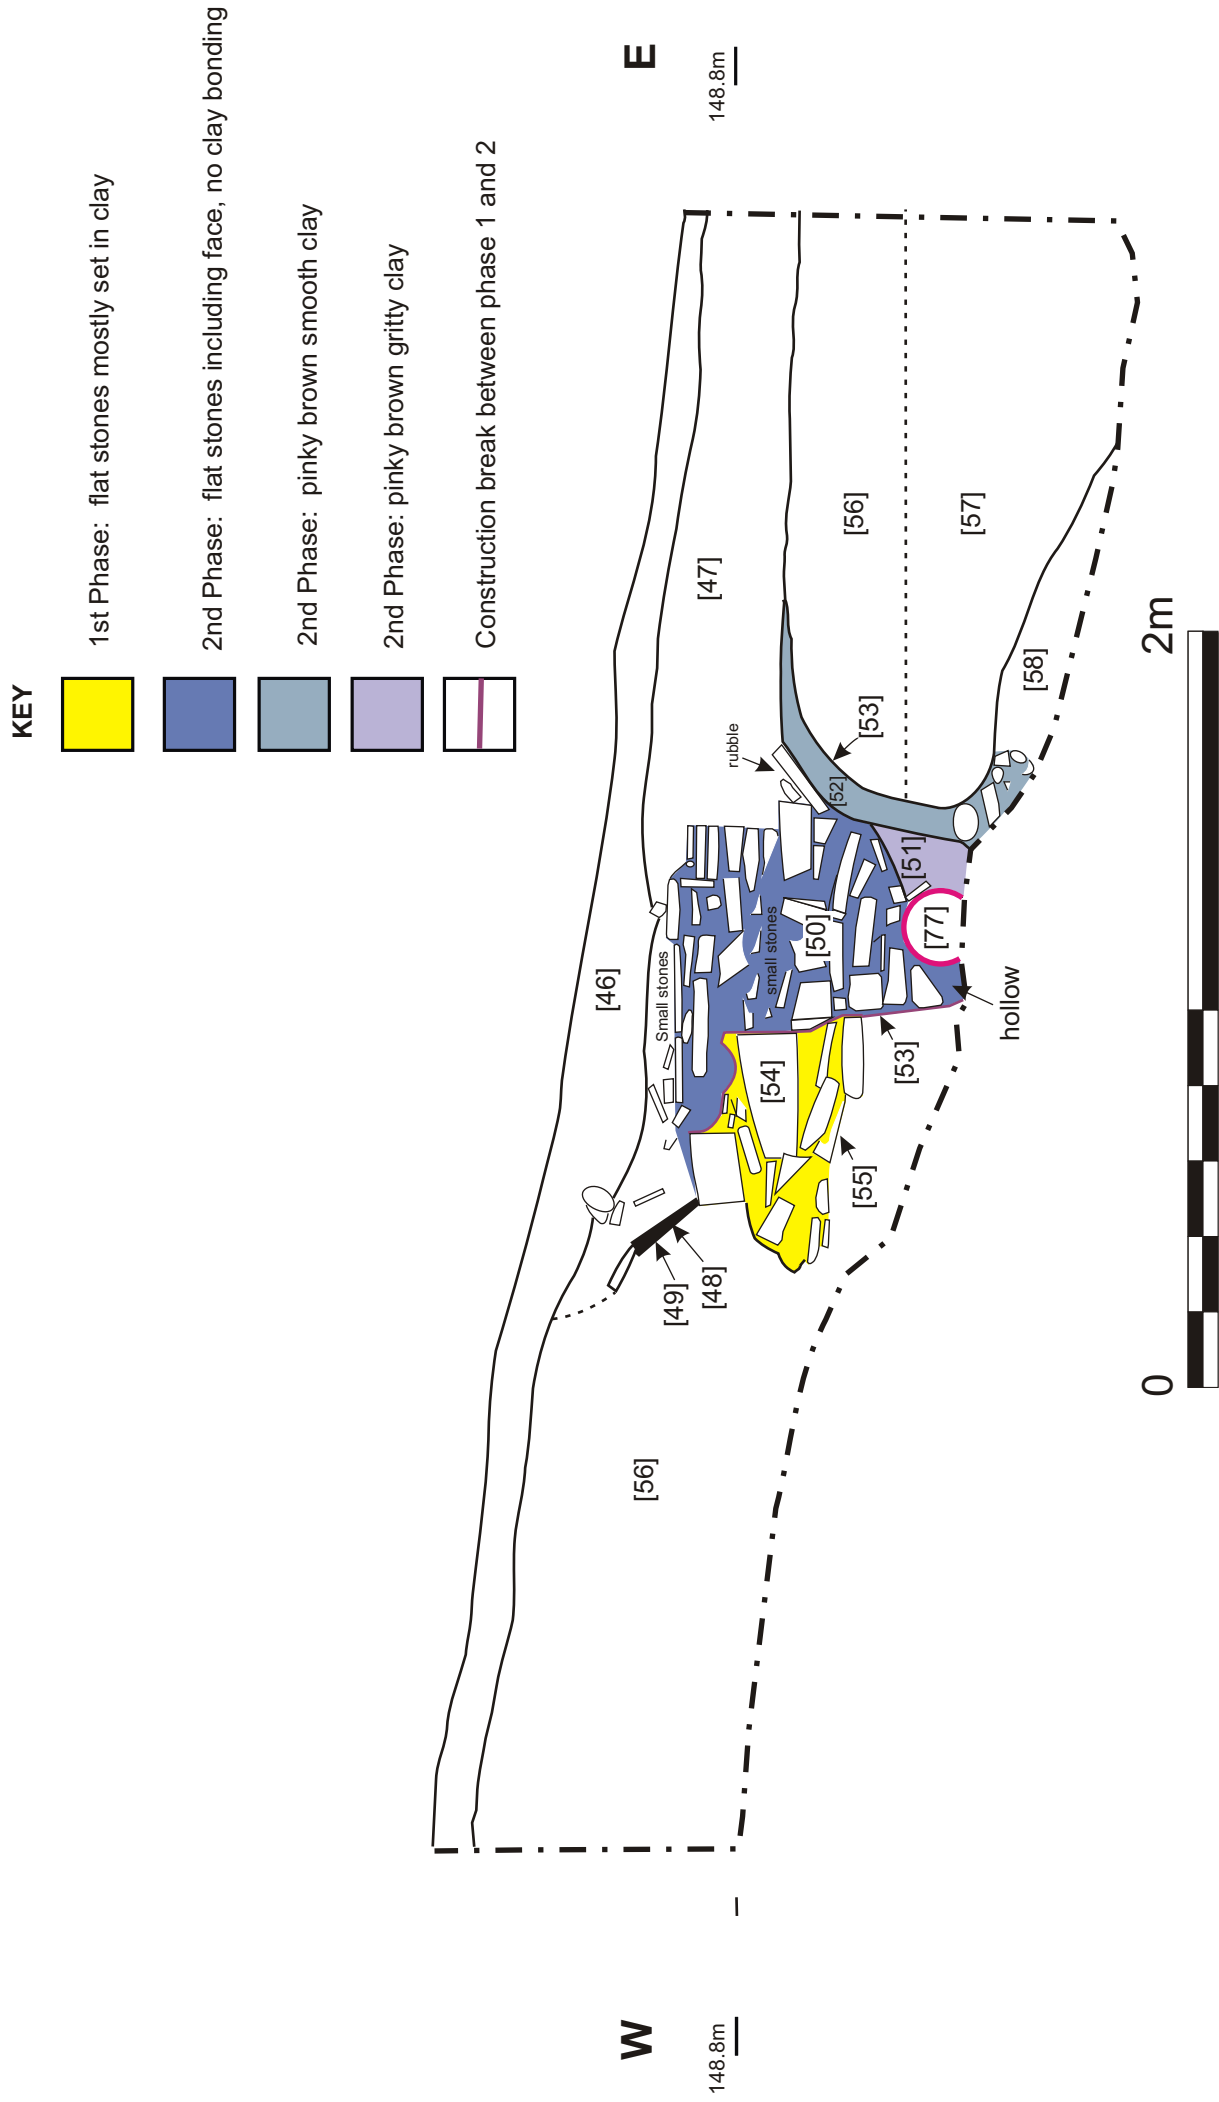 KEY
1st Phase: flat stones mostly set in clay
2nd Phase: flat stones including face, no clay bonding
2nd Phase: pinky brown smooth clay
2nd Phase: pinky brown gritty clay
Construction break between phase 1 and 2
W
E
148.8m
148.8m
[46]
[47]
Small stones
rubble
[56]
[49]
[48]
small stones
[54]
[50]
[52]
[53]
[56]
[55]
[53]
[51]
[77]
[57]
hollow
[58]
0
2m